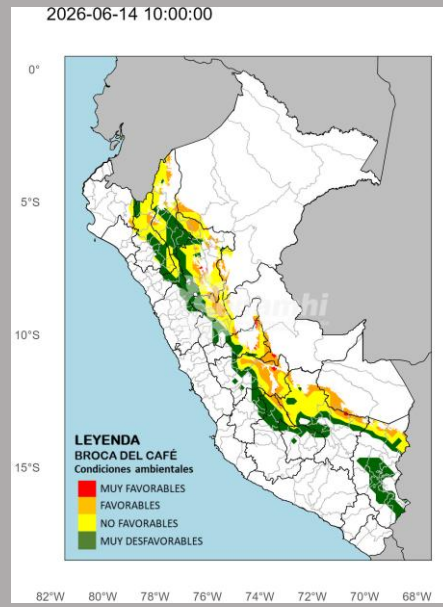 2026-06-14 10:00:00
0°
5°S
10°S
15°S
senamhi
LEYENDA
BROCA DEL CAFÉ
Condiciones ambientales
MUY FAVORABLES
FAVORABLES
NO FAVORABLES
MUY DESFAVORABLES
82°W 80°W 78°W 76°W 74°W 72°W 70°W 68°W